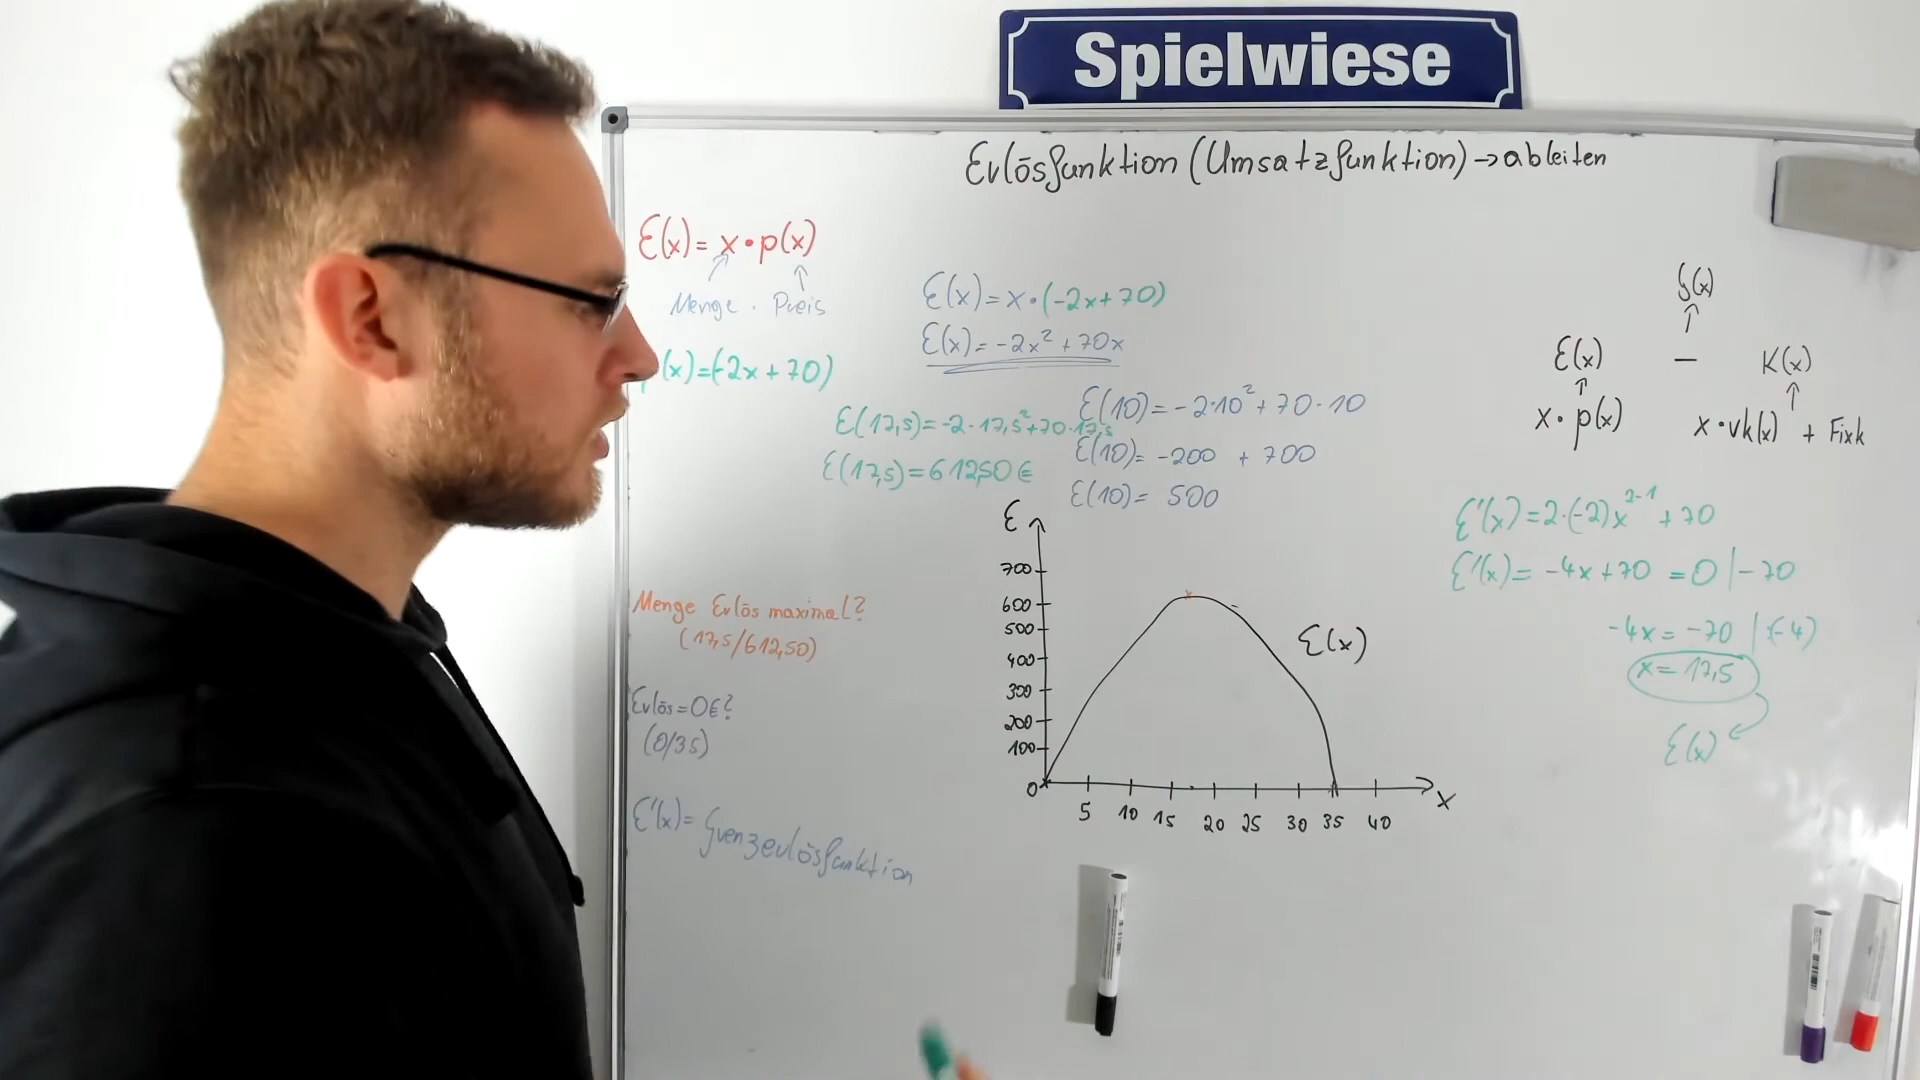 Spielwiese
Erlösfunktion (Umsatzfunktion) → ableiten
E(x) = x • p(x)
Menge . Preis
p(x)=(-2x + 70)
E(x) = x • (-2x + 70)
E(x) = -2x² + 70x
E(17,5) = -2 · 17,5² + 70 · 17,5
E(17,5) = 612,50 €
E(10) = -2·10² + 70 · 10
E(10) = -200 + 700
E(10) = 500
G(x)
E(x) – K(x)
x • p(x) x • vk(x) + Fixk
E'(x) = 2·(-2)x²⁻¹ + 70
E'(x) = -4x + 70 = 0 | -70
-4x = -70 | :(-4)
x = 17,5
E(x)
Menge Erlös maximal?
(17,5/612,50)
Erlös = 0€?
(0/35)
E'(x) = Grenzerlösfunktion
E
700
600
500
400
300
200
100
0
E(x)
5 10 15 20 25 30 35 40 x